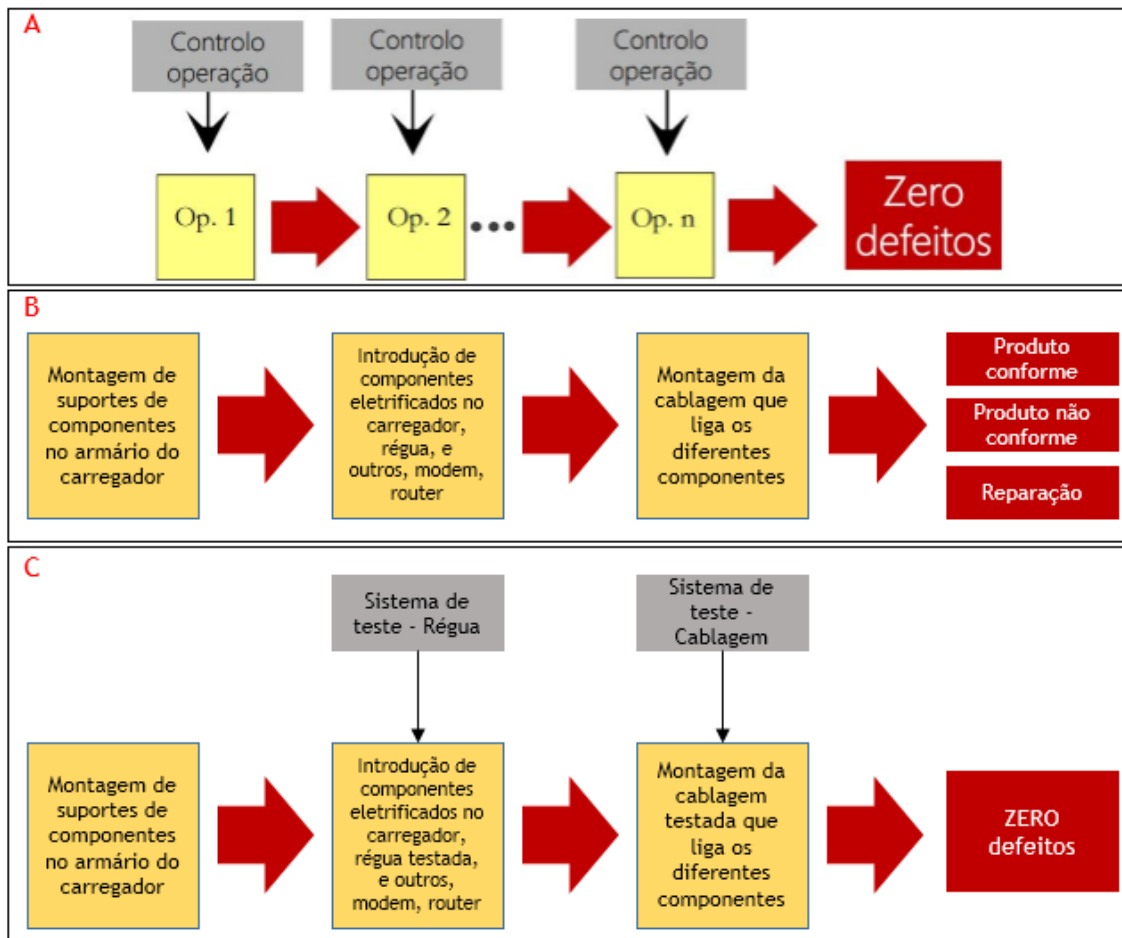 A
Controlo
operação
Controlo
operação
Controlo
operação
Op. 1
Op. 2
Op. n
Zero
defeitos
B
Montagem de
suportes de
componentes
no armário do
carregador
Introdução de
componentes
eletrificados no
carregador,
régua, e
outros, modem,
router
Montagem da
cablagem que
liga os
diferentes
componentes
Produto
conforme
Produto não
conforme
Reparação
C
Sistema de
teste - Régua
Sistema de
teste -
Cablagem
Montagem de
suportes de
componentes
no armário do
carregador
Introdução de
componentes
eletrificados no
carregador,
régua testada,
e outros,
modem, router
Montagem da
cablagem
testada que
liga os
diferentes
componentes
ZERO
defeitos